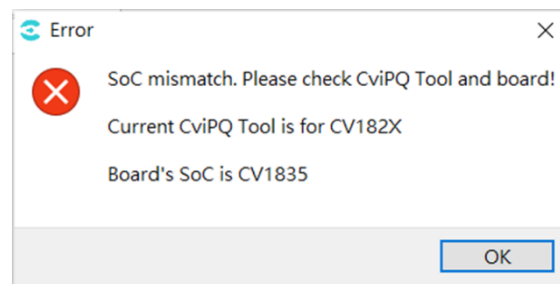 Error
SoC mismatch. Please check CviPQ Tool and board!
Current CviPQ Tool is for CV182X
Board's SoC is CV1835
OK